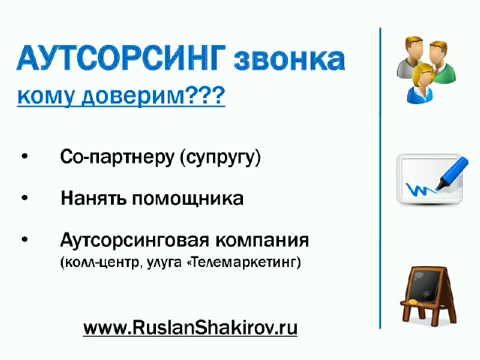 АУТСОРСИНГ звонка
кому доверим???
• Со-партнеру (супругу)
• Нанять помощника
• Аутсорсинговая компания
(колл-центр, улуга «Телемаркетинг)
www.RuslanShakirov.ru